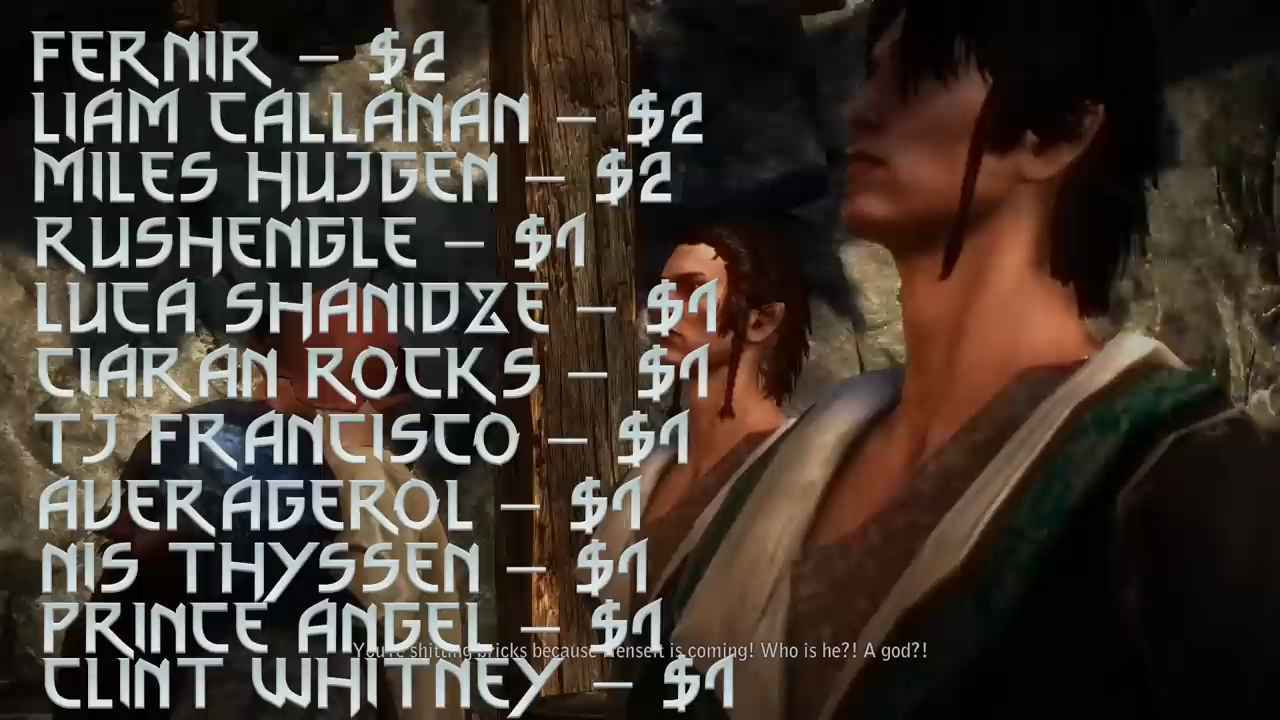 FERNIR – $2
LIAM CALLANAN – $2
MILES HUJGEN – $2
RUSHENGLE – $1
LUCA SHANIDZE – $1
CIARAN ROCKS – $1
TJ FRANCISCO – $1
AVERAGEROL – $1
NIS THYSSEN – $1
PRINCE ANGEL – $1
You're shitting bricks because Henselt is coming! Who is he?! A god?!
CLINT WHITNEY – $1